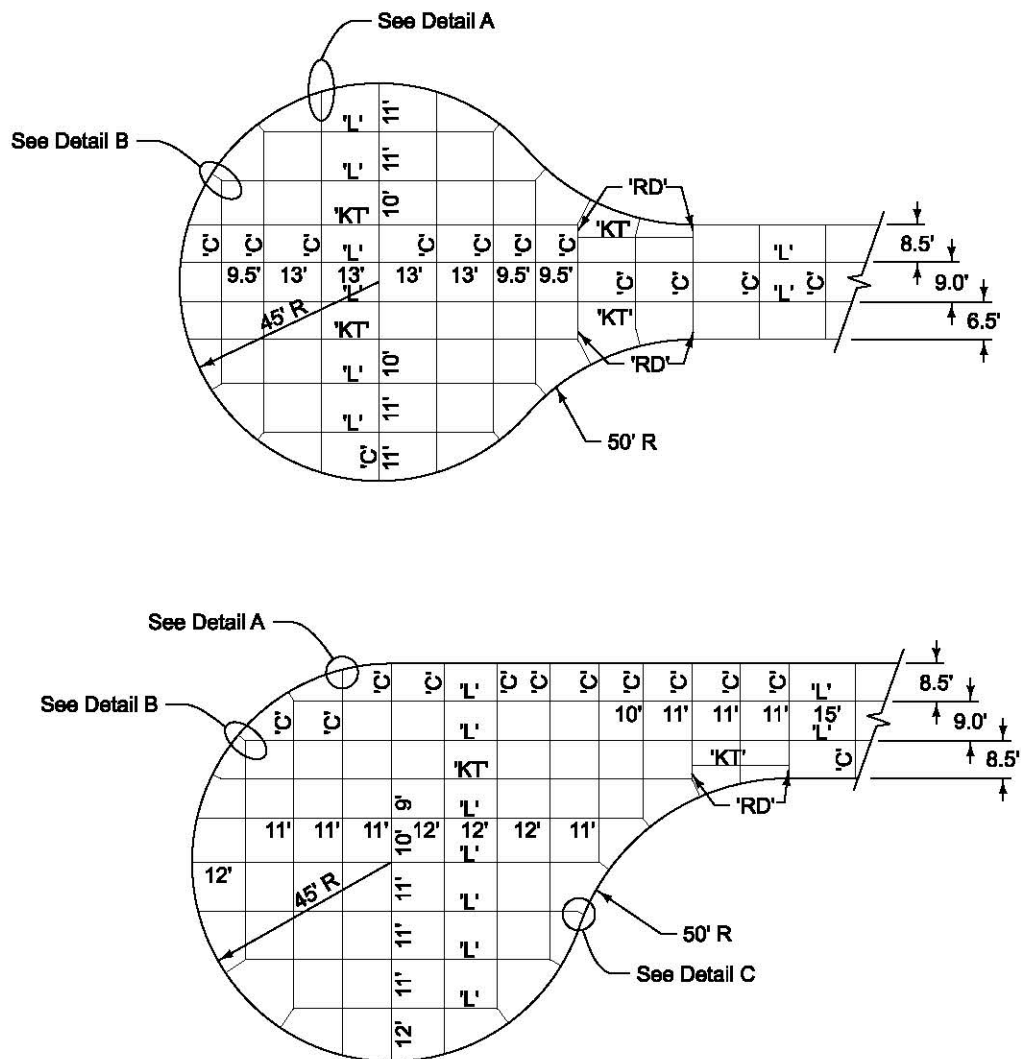 See Detail A
See Detail B
'L' 11'
'L' 11'
'KT' 10'
'RD'
'KT'
'C' 'C' 'C' 'L' 'C' 'C' 'C' 'L'
8.5'
9.5' 13' 13' 13' 13' 9.5' 9.5'
'L' 'C' 'C' 'C' 'L' 'C'
9.0'
45' R
'KT' 'KT'
6.5'
'RD'
'L' 10'
'L' 11'
50' R
'C' 11'
See Detail A
See Detail B
'C' 'C' 'L' 'C' 'C' 'C' 'C' 'C' 'C' 'C' 'L'
8.5'
'C' 'C' 'L' 10' 11' 11' 11' 15' 'L'
9.0'
'KT' 'KT' 'C'
8.5'
'RD'
9' 'L'
11' 11' 11' 12' 12' 12' 11'
10' 'L'
12'
45' R
11' 'L'
50' R
11' 'L'
See Detail C
11' 'L'
12'